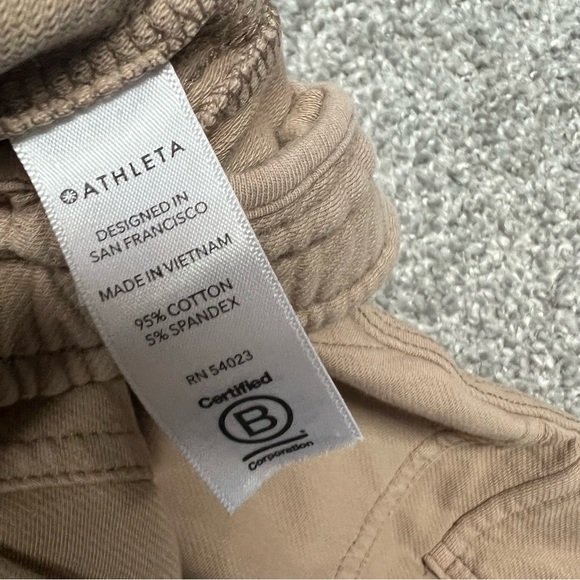 ATHLETA
DESIGNED IN
SAN FRANCISCO
MADE IN VIETNAM
95% COTTON
5% SPANDEX
RN 54023
Certified
B
Corporation